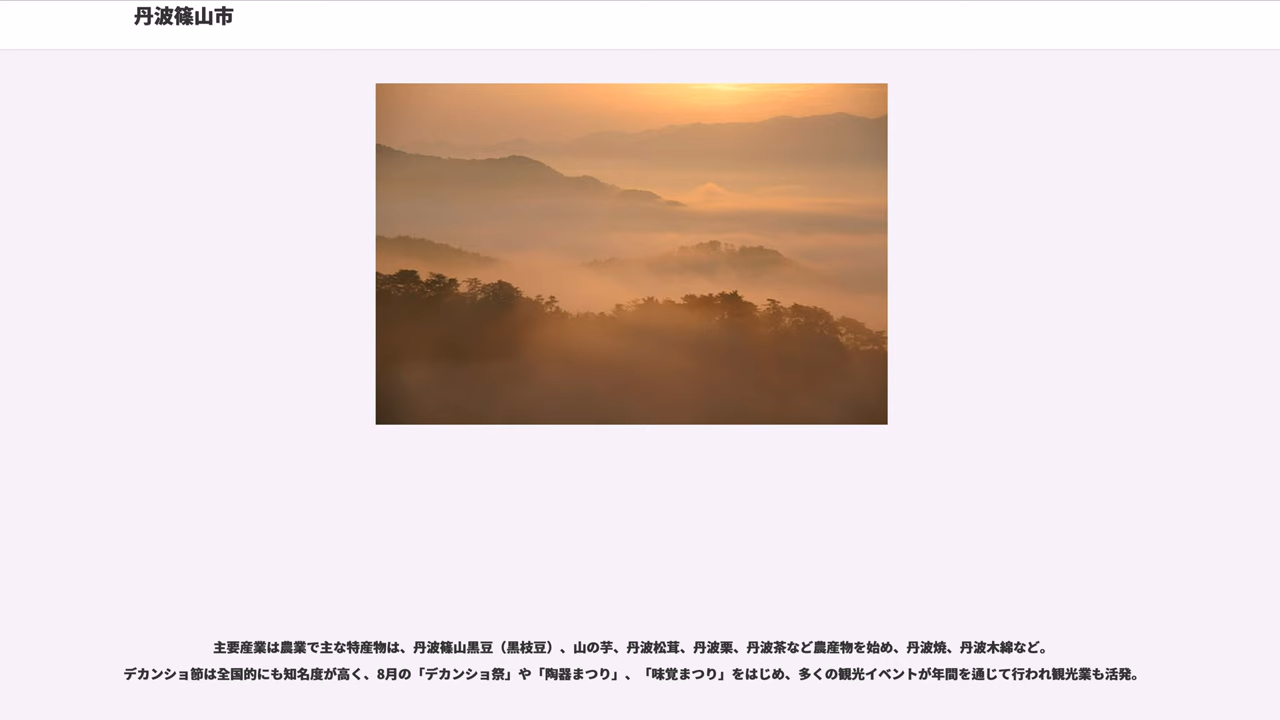 丹波篠山市
主要産業は農業で主な特産物は、丹波篠山黒豆（黒枝豆）、山の芋、丹波松茸、丹波栗、丹波茶など農産物を始め、丹波焼、丹波木綿など。
デカンショ節は全国的にも知名度が高く、8月の「デカンショ祭」や「陶器まつり」、「味覚まつり」をはじめ、多くの観光イベントが年間を通じて行われ観光業も活発。